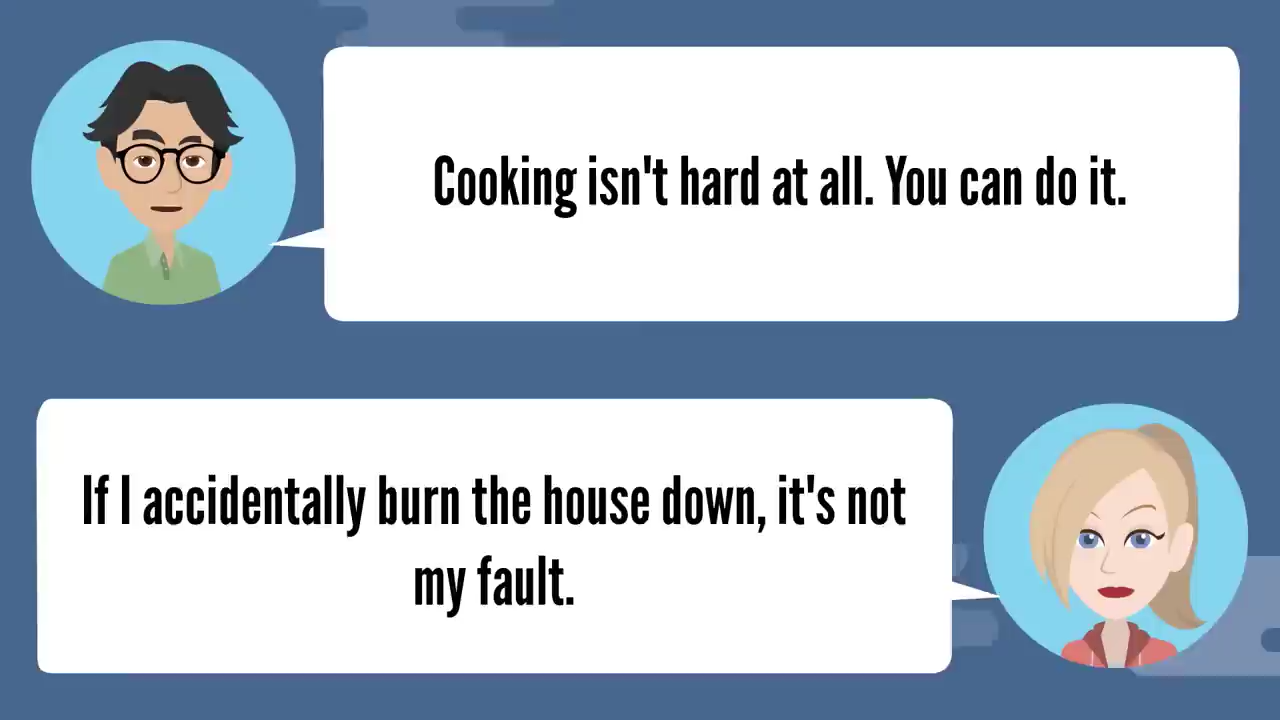 Cooking isn't hard at all. You can do it.
If I accidentally burn the house down, it's not
my fault.